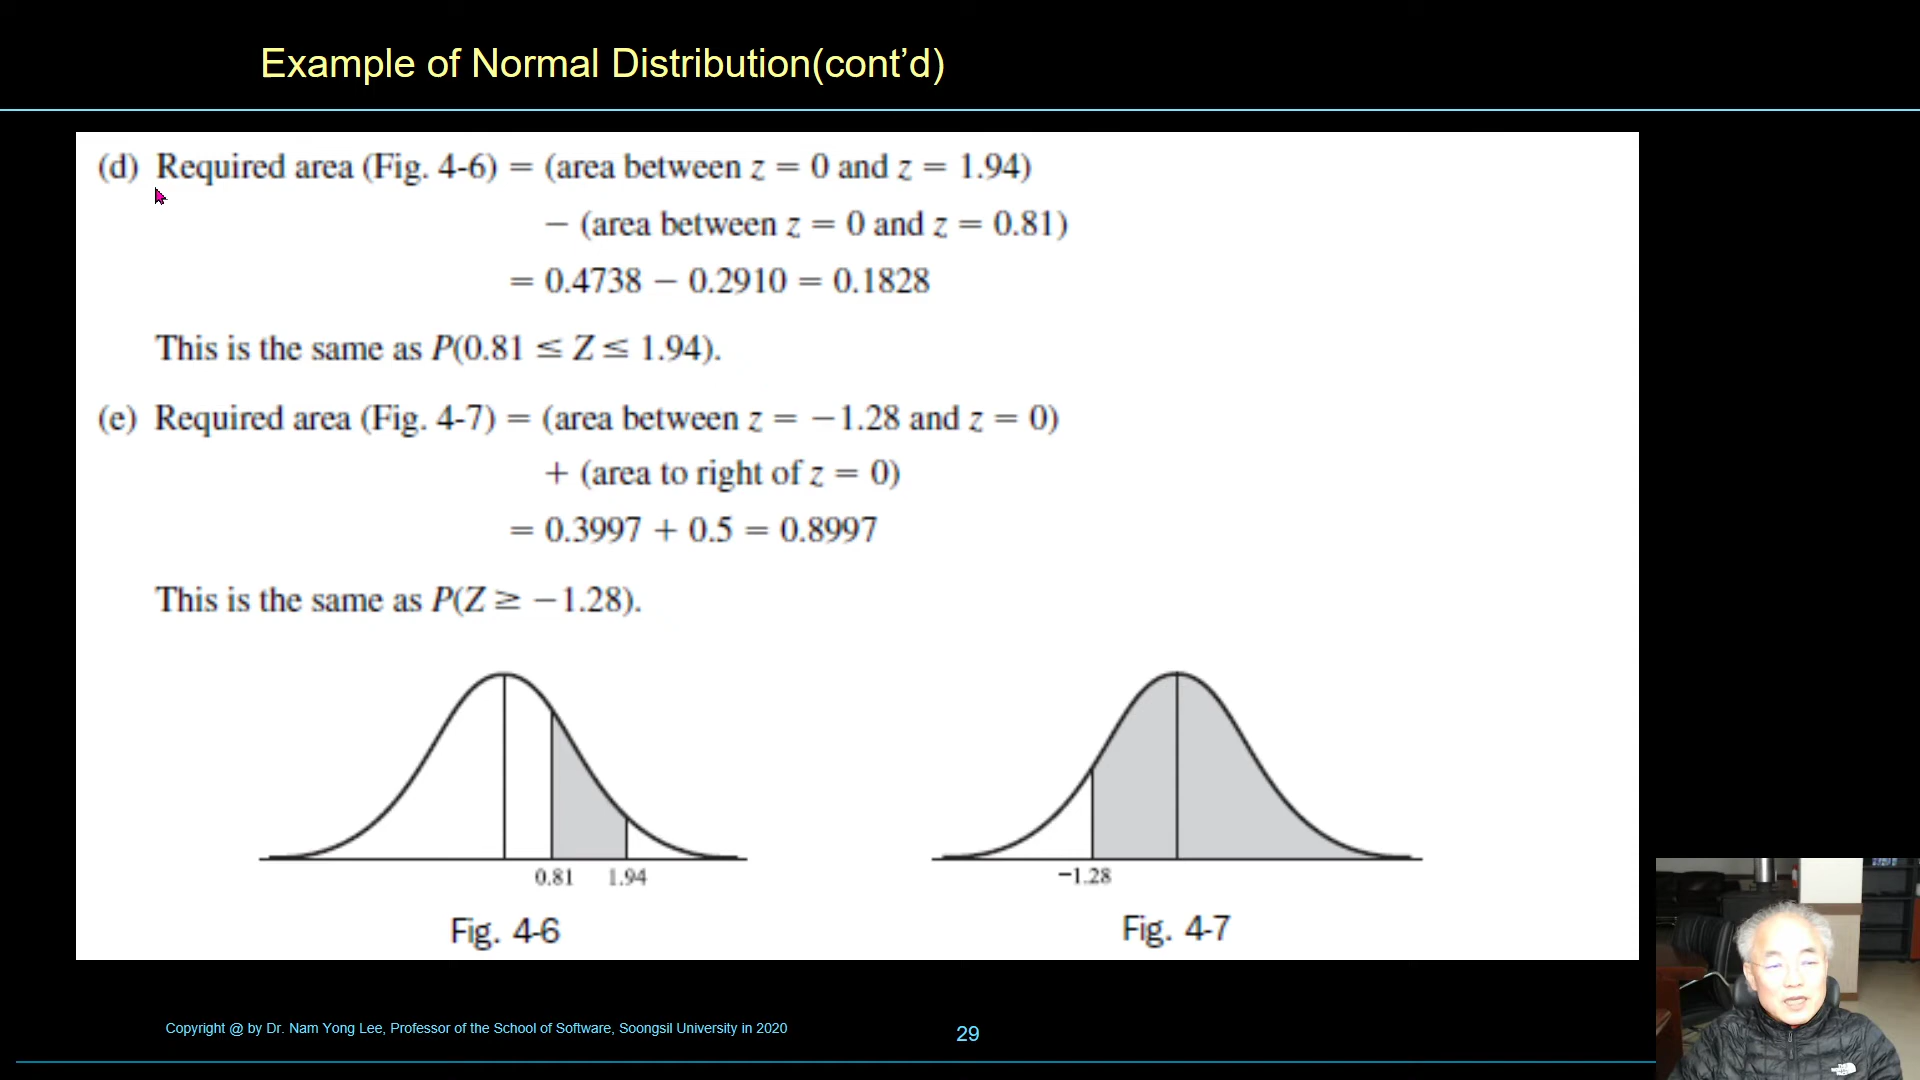 Example of Normal Distribution(cont’d)
(d) Required area (Fig. 4-6) = (area between z = 0 and z = 1.94)
− (area between z = 0 and z = 0.81)
= 0.4738 − 0.2910 = 0.1828
This is the same as P(0.81 ≤ Z ≤ 1.94).
(e) Required area (Fig. 4-7) = (area between z = −1.28 and z = 0)
+ (area to right of z = 0)
= 0.3997 + 0.5 = 0.8997
This is the same as P(Z ≥ −1.28).
0.81 1.94
Fig. 4-6
−1.28
Fig. 4-7
Copyright @ by Dr. Nam Yong Lee, Professor of the School of Software, Soongsil University in 2020
29